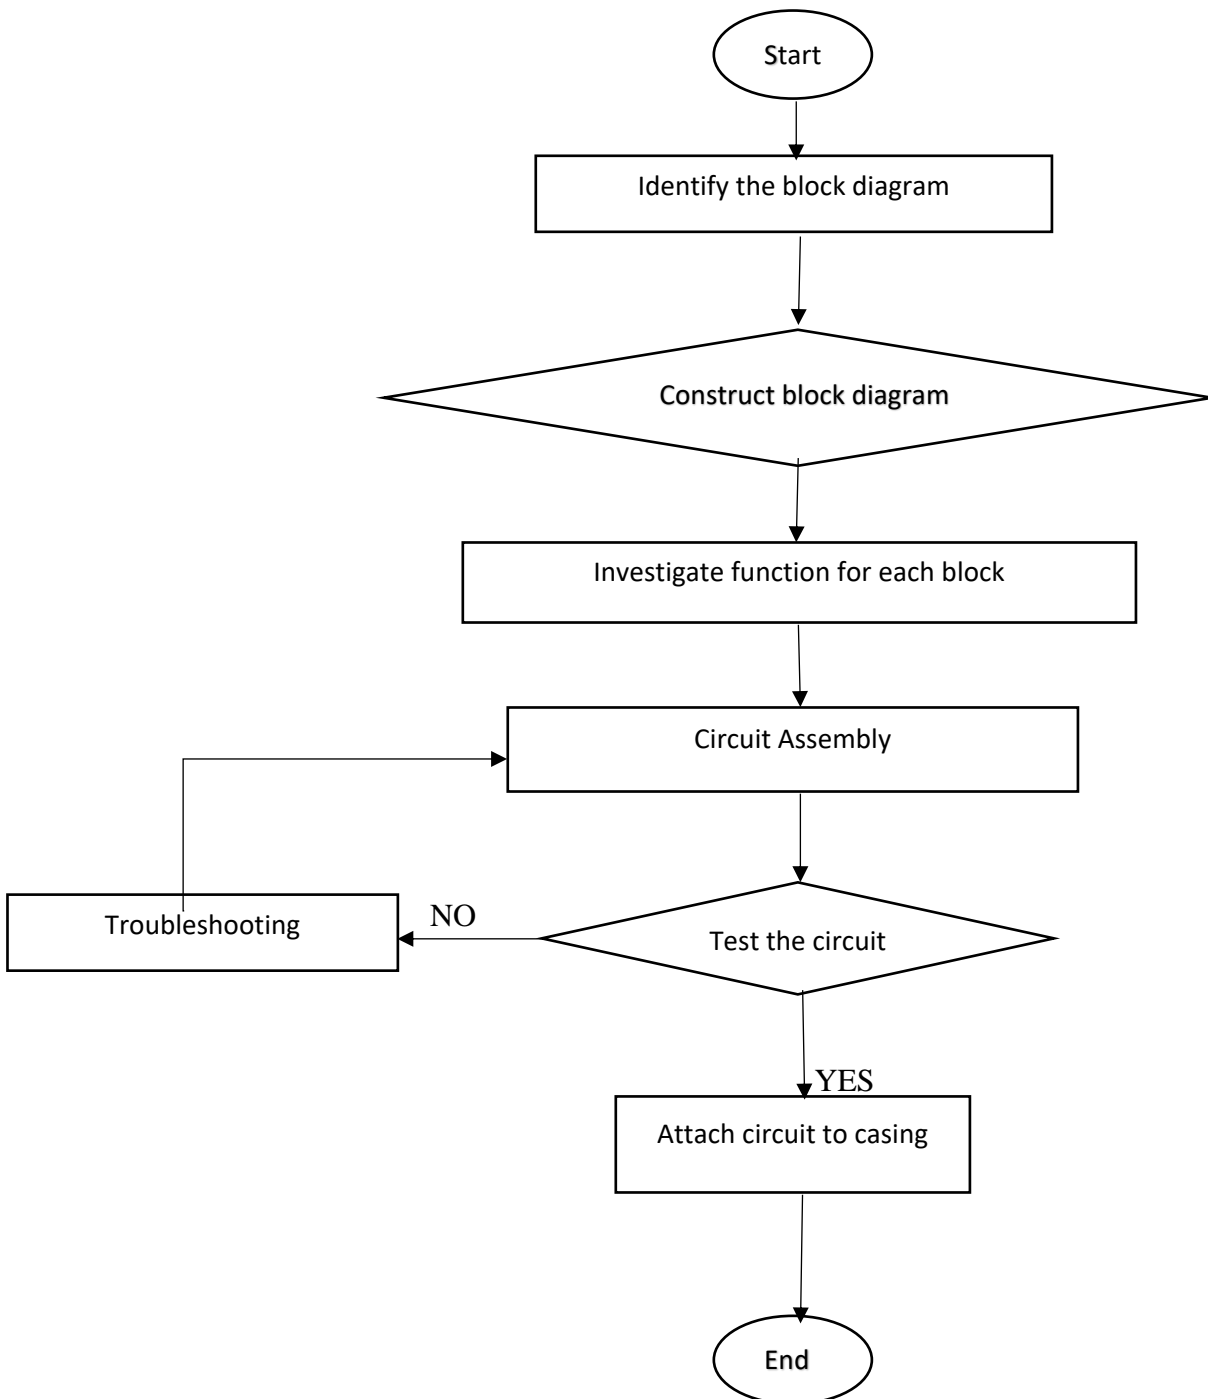 Start
Identify the block diagram
Construct block diagram
Investigate function for each block
Circuit Assembly
Troubleshooting
NO
Test the circuit
YES
Attach circuit to casing
End